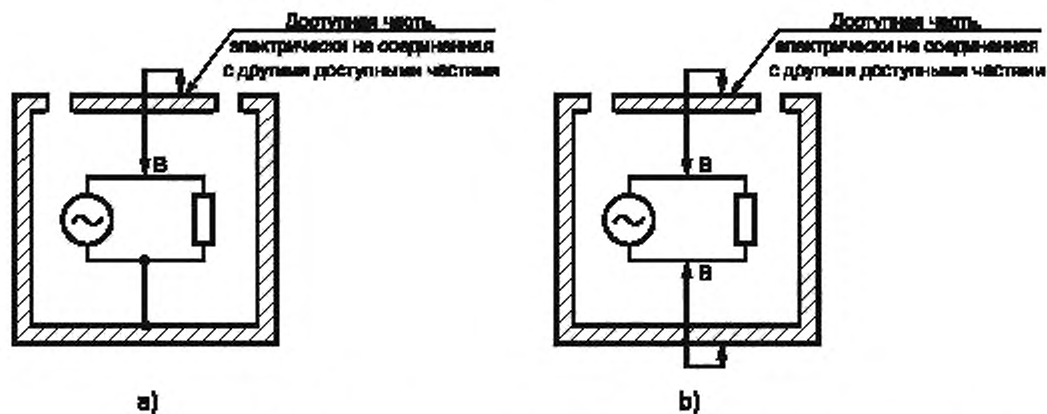 Доступная часть,
электрически не соединенная
с другими доступными частями
Доступная часть,
электрически не соединенная
с другими доступными частями
B
B
B
a)
b)